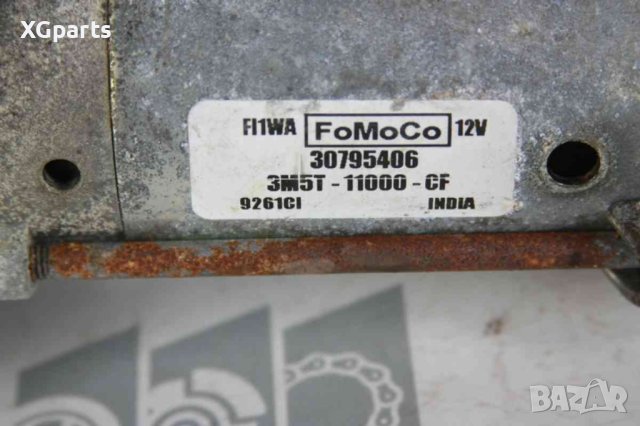 XGparts
FI1WA FoMoCo 12V
30795406
3M5T - 11000 - CF
9261CI INDIA
BAZAR